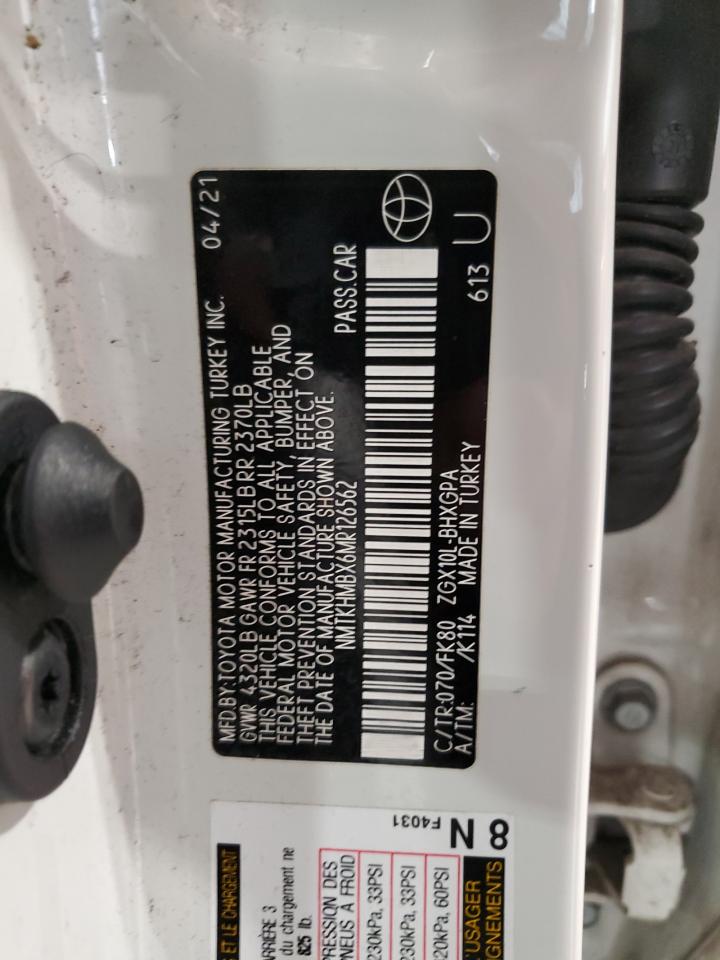 MFD.BY:TOYOTA MOTOR MANUFACTURING TURKEY INC. 04/21
GVWR 4320LB GAWR FR 2315LB RR 2370LB
THIS VEHICLE CONFORMS TO ALL APPLICABLE
FEDERAL MOTOR VEHICLE SAFETY, BUMPER, AND
THEFT PREVENTION STANDARDS IN EFFECT ON
THE DATE OF MANUFACTURE SHOWN ABOVE.
NMTKHMBX6MR126562 PASS.CAR
C/TR:070/FK80 ZGX10L-BHXGPA 613
A/TM: /K114 MADE IN TURKEY U
S ET LE CHARGEMENT
ARRIÈRE 3
du chargement ne
825 lb.
PRESSION DES
PNEUS À FROID
230kPa, 33PSI
230kPa, 33PSI
420kPa, 60PSI
F4031
N
8
L'USAGER
IGNEMENTS